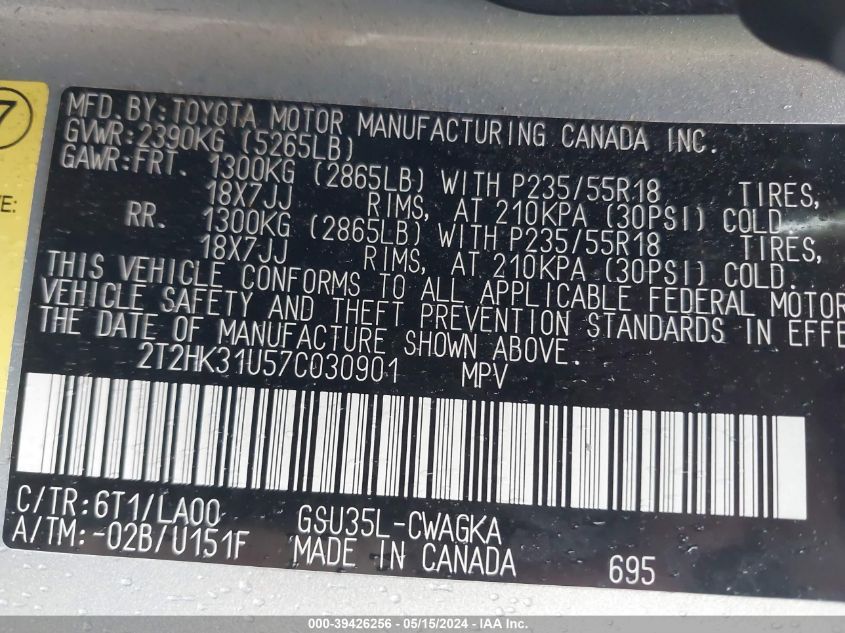 7
E:
MFD. BY: TOYOTA MOTOR MANUFACTURING CANADA INC.
GVWR: 2390KG (5265LB)
GAWR: FRT. 1300KG (2865LB) WITH P235/55R18 TIRES,
18X7JJ RIMS, AT 210KPA (30PSI) COLD.
RR. 1300KG (2865LB) WITH P235/55R18 TIRES,
18X7JJ RIMS, AT 210KPA (30PSI) COLD.
THIS VEHICLE CONFORMS TO ALL APPLICABLE FEDERAL MOTOR
VEHICLE SAFETY AND THEFT PREVENTION STANDARDS IN EFFE
THE DATE OF MANUFACTURE SHOWN ABOVE.
2T2HK31U57C030901 MPV
C/TR: 6T1/LA00 GSU35L-CWAGKA
A/TM: -02B/U151F MADE IN CANADA 695
000-39426256 - 05/15/2024 - IAA Inc.